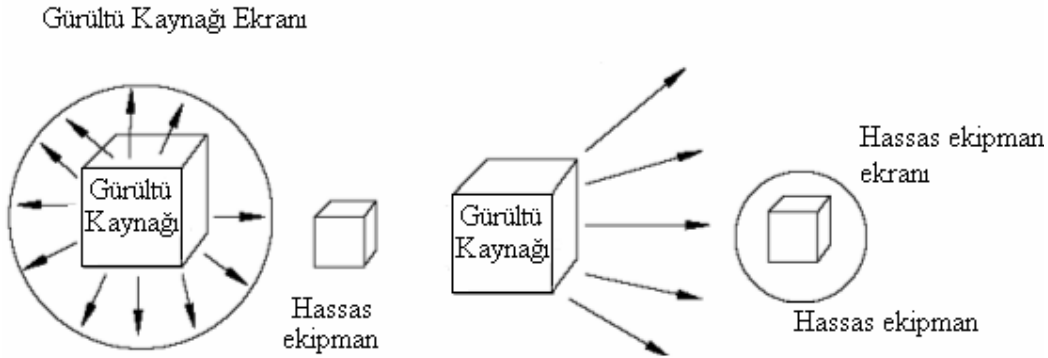 Gürültü Kaynağı Ekranı
Gürültü
Kaynağı
Hassas
ekipman
Gürültü
Kaynağı
Hassas ekipman
ekranı
Hassas ekipman